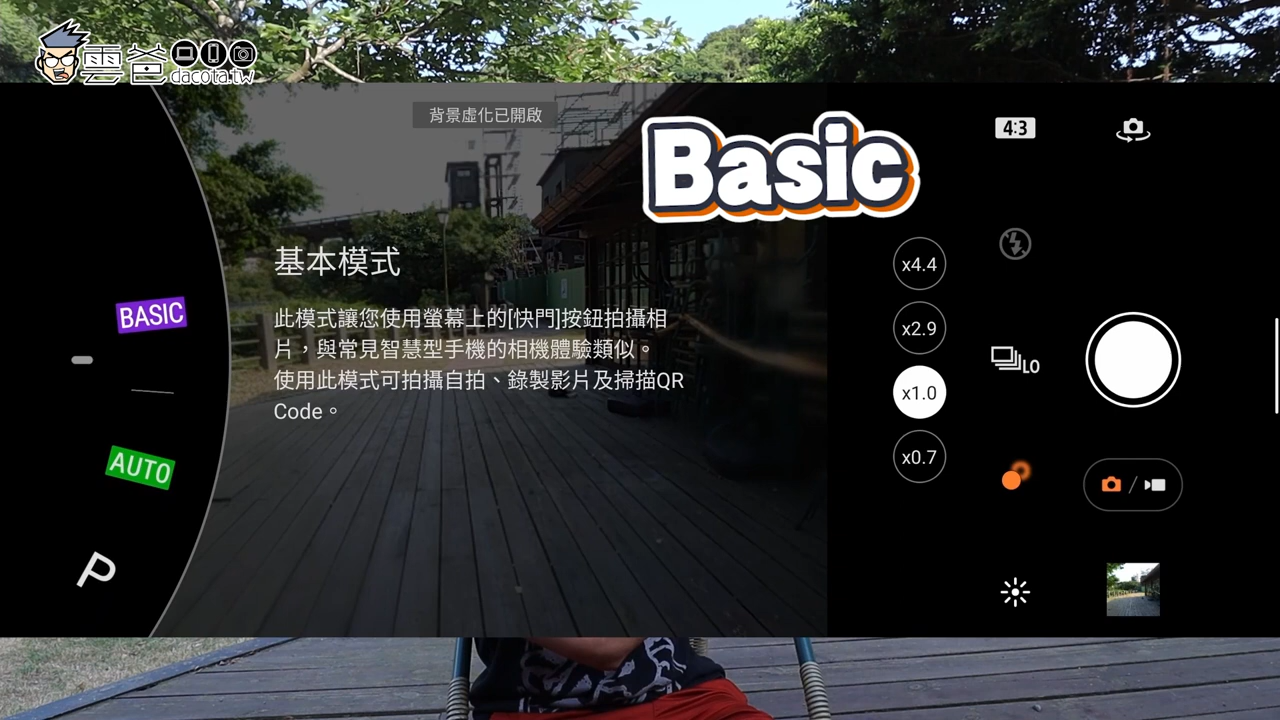 雲爸
dacota.tw
背景虛化已開啟
Basic
4:3
基本模式
此模式讓您使用螢幕上的[快門]按鈕拍攝相
片，與常見智慧型手機的相機體驗類似。
使用此模式可拍攝自拍、錄製影片及掃描QR
Code。
BASIC
AUTO
P
x4.4
x2.9
x1.0
x0.7
LO